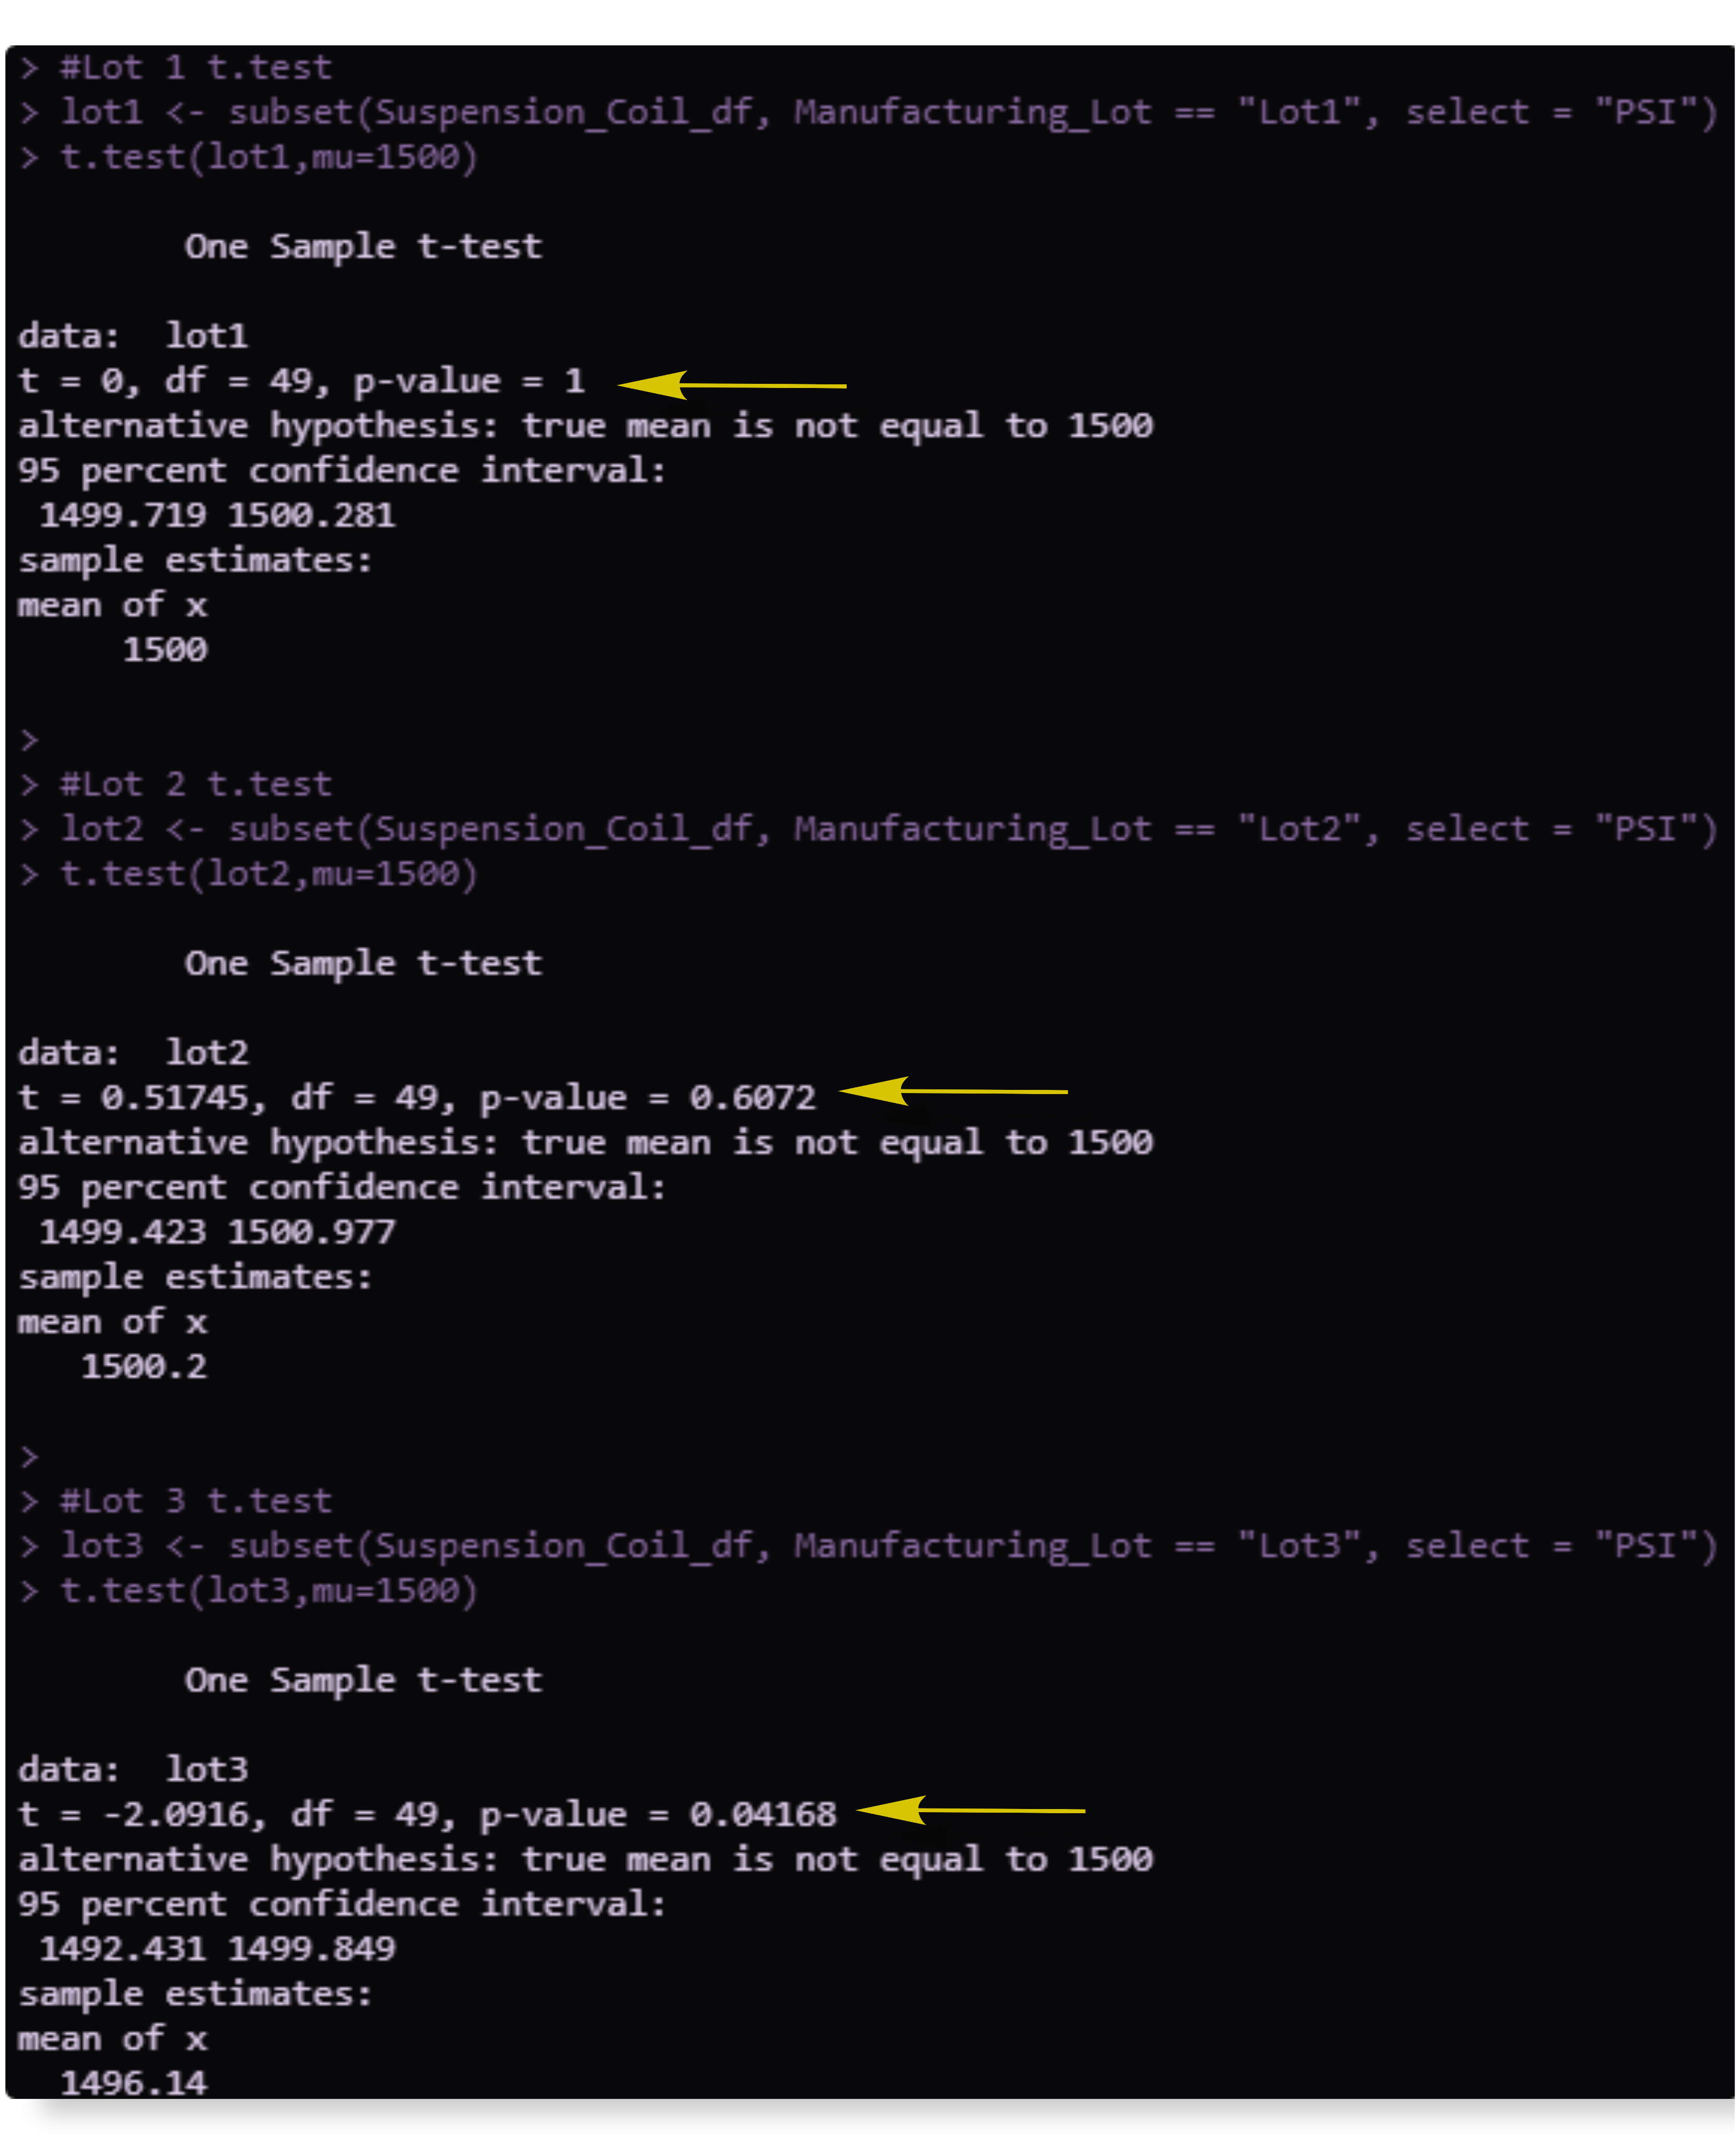 > #Lot 1 t.test
> lot1 <- subset(Suspension_Coil_df, Manufacturing_Lot == "Lot1", select = "PSI")
> t.test(lot1,mu=1500)
One Sample t-test
data:  lot1
t = 0, df = 49, p-value = 1
alternative hypothesis: true mean is not equal to 1500
95 percent confidence interval:
1499.719 1500.281
sample estimates:
mean of x
1500
>
> #Lot 2 t.test
> lot2 <- subset(Suspension_Coil_df, Manufacturing_Lot == "Lot2", select = "PSI")
> t.test(lot2,mu=1500)
One Sample t-test
data:  lot2
t = 0.51745, df = 49, p-value = 0.6072
alternative hypothesis: true mean is not equal to 1500
95 percent confidence interval:
1499.423 1500.977
sample estimates:
mean of x
1500.2
>
> #Lot 3 t.test
> lot3 <- subset(Suspension_Coil_df, Manufacturing_Lot == "Lot3", select = "PSI")
> t.test(lot3,mu=1500)
One Sample t-test
data:  lot3
t = -2.0916, df = 49, p-value = 0.04168
alternative hypothesis: true mean is not equal to 1500
95 percent confidence interval:
1492.431 1499.849
sample estimates:
mean of x
1496.14